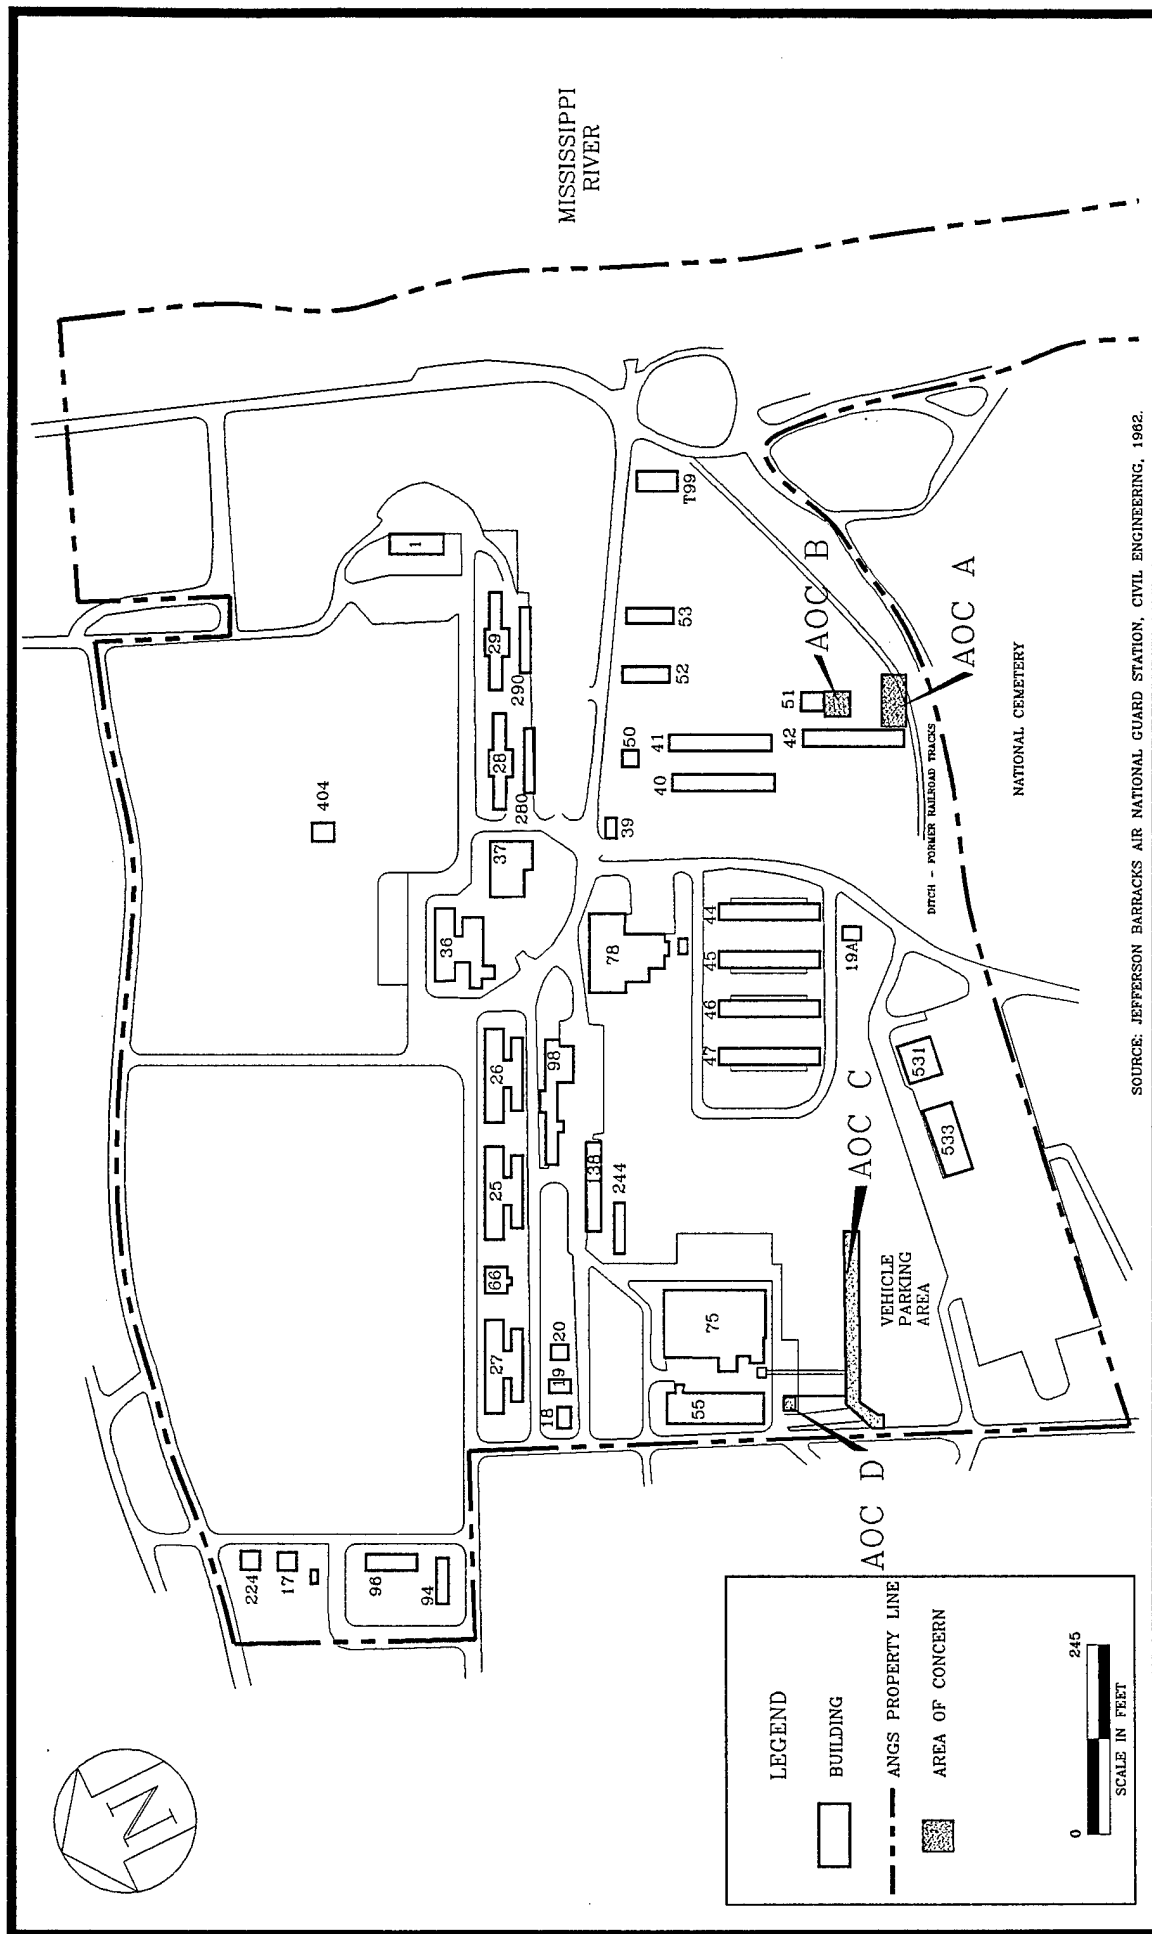 MISSISSIPPI
RIVER
1
29
290
28
280
404
37
36
T99
53
52
50
41
40
39
51
42
AOC B
AOC A
DITCH - FORMER RAILROAD TRACKS
NATIONAL CEMETERY
78
44
45
46
47
19A
26
98
25
138
244
66
27
20
19
18
531
533
AOC C
VEHICLE
PARKING
AREA
75
55
AOC D
224
17
96
94
N
LEGEND
BUILDING
ANGS PROPERTY LINE
AREA OF CONCERN
0
245
SCALE IN FEET
SOURCE: JEFFERSON BARRACKS AIR NATIONAL GUARD STATION, CIVIL ENGINEERING, 1982.